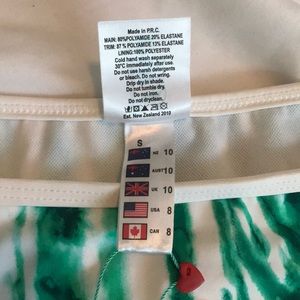 Made in P.R.C.
MAIN: 80%POLYAMIDE 20% ELASTANE
TRIM: 87 % POLYAMIDE 13% ELASTANE
LINING:100% POLYESTER
Cold hand wash separately
30°C immediately after use.
Do not use harsh detergents
or bleach. Do not wring.
Drip dry in shade.
Do not tumble dry.
Do not iron.
Do not dryclean.
Est. New Zealand 2010
S
NZ 10
AUST 10
UK 10
USA 8
CAN 8